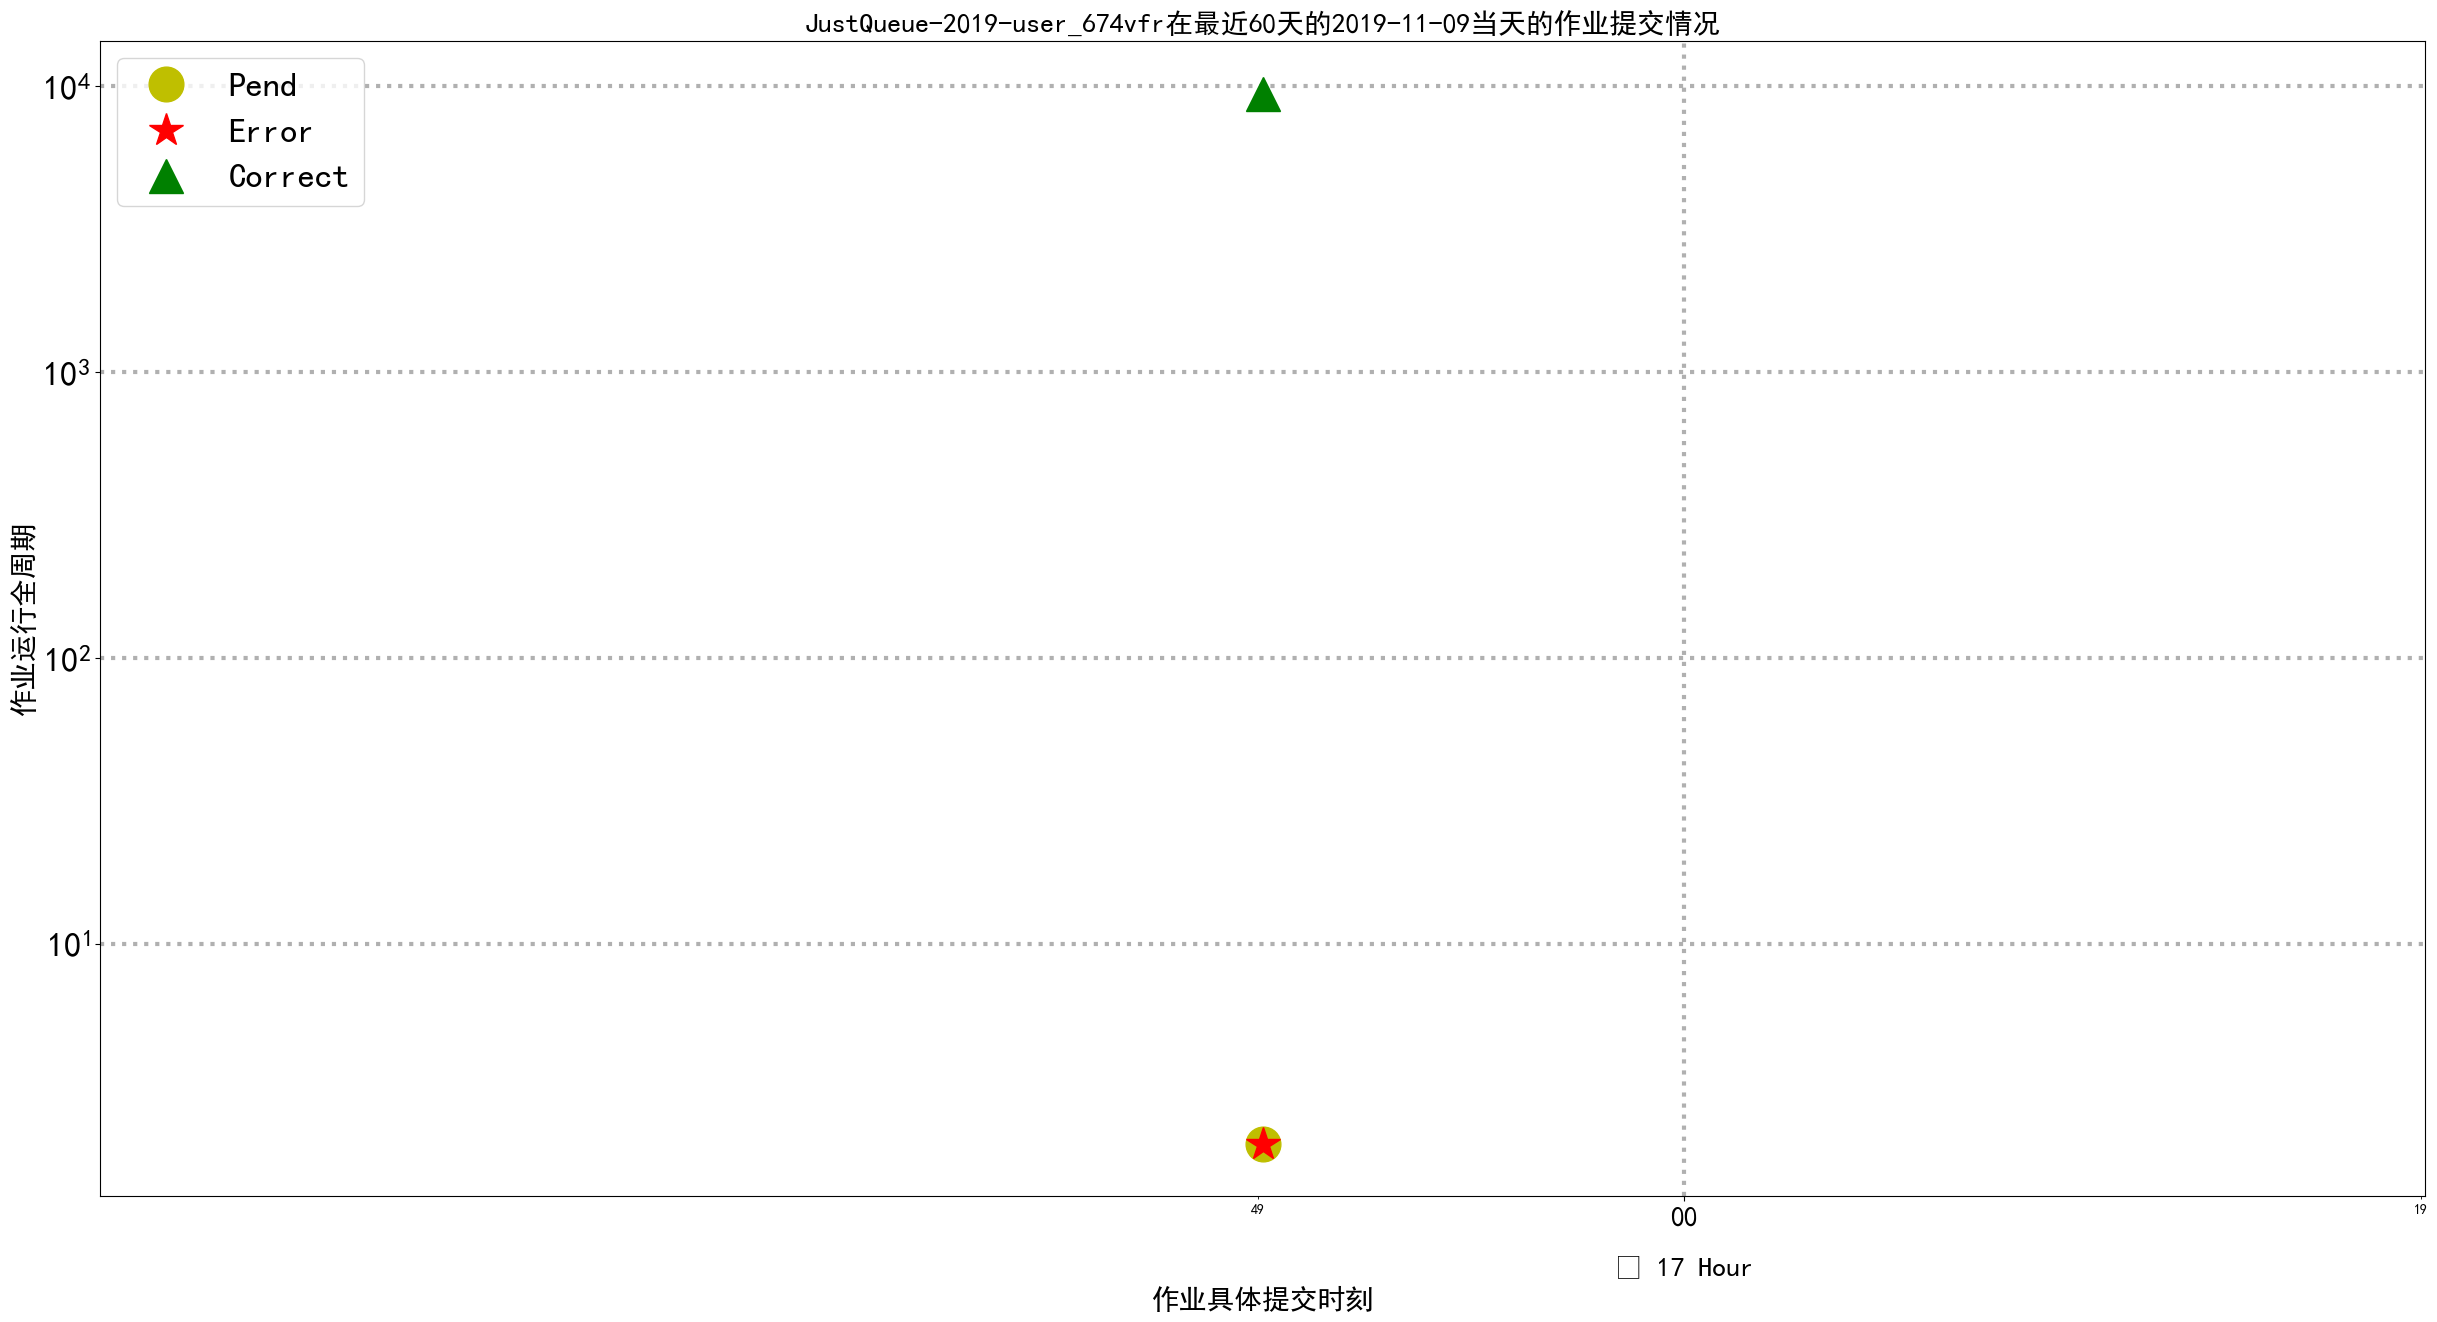 JustQueue-2019-user_674vfr在最近60天的2019-11-09当天的作业提交情况
Pend
Error
Correct
10⁴
10³
10²
10¹
作业运行全周期
49
00
19
□ 17 Hour
作业具体提交时刻